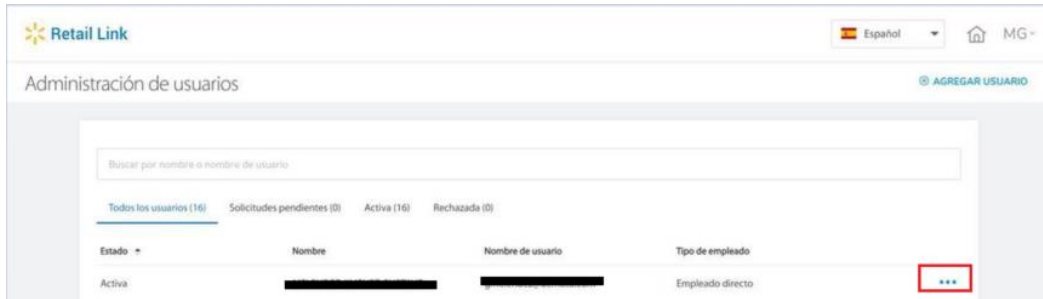 Retail Link
Español
MG
Administración de usuarios
AGREGAR USUARIO
Buscar por nombre o nombre de usuario
Todos los usuarios (16) Solicitudes pendientes (0) Activa (16) Rechazada (0)
Estado Nombre Nombre de usuario Tipo de empleado
Activa Empleado directo